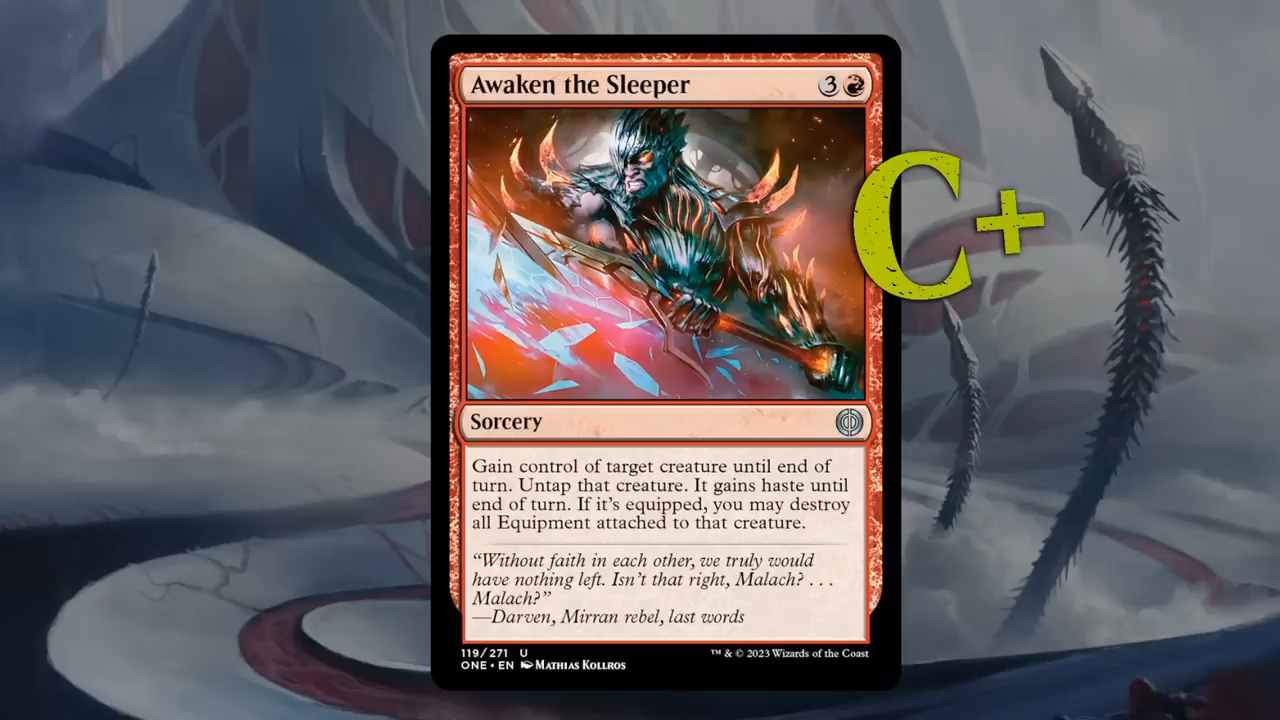 Awaken the Sleeper 3
C+
Sorcery
Gain control of target creature until end of
turn. Untap that creature. It gains haste until
end of turn. If it's equipped, you may destroy
all Equipment attached to that creature.
"Without faith in each other, we truly would
have nothing left. Isn't that right, Malach? . . .
Malach?"
—Darven, Mirran rebel, last words
119/271 U
ONE • EN Mathias Kollros
™ & © 2023 Wizards of the Coast